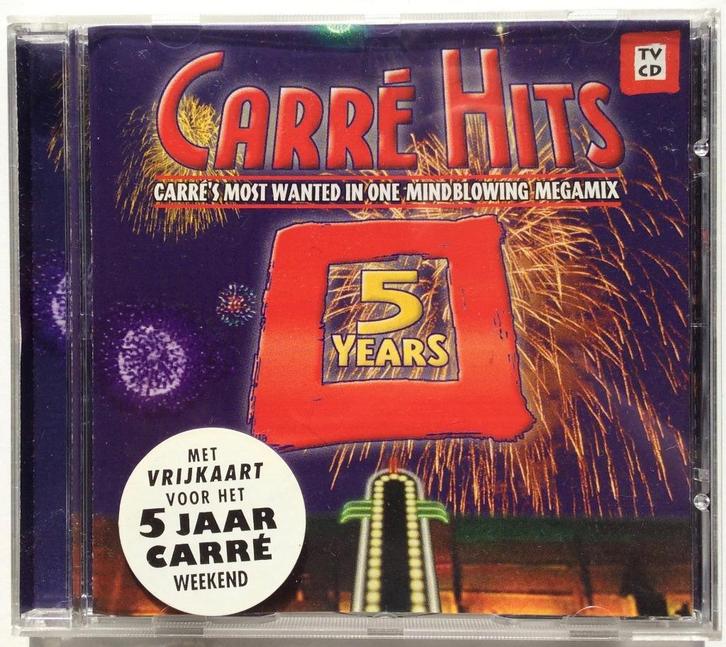 TV
CD
CARRÉ HITS
CARRÉ'S MOST WANTED IN ONE MINDBLOWING MEGAMIX
5
YEARS
MET
VRIJKAART
VOOR HET
5 JAAR
CARRÉ
WEEKEND